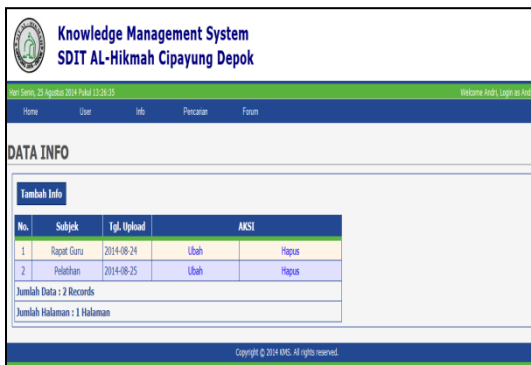 Knowledge Management System
SDIT AL-Hikmah Cipayung Depok
Hari Senin, 25 Agustus 2014 Pukul 13:26:35 Welcome Andri, Login as And
Home User Info Pencarian Forum
DATA INFO
Tambah Info
No. Subjek Tgl. Upload AKSI
1 Rapat Guru 2014-08-24 Ubah Hapus
2 Pelatihan 2014-08-25 Ubah Hapus
Jumlah Data : 2 Records
Jumlah Halaman : 1 Halaman
Copyright © 2014 KMS. All rights reserved.